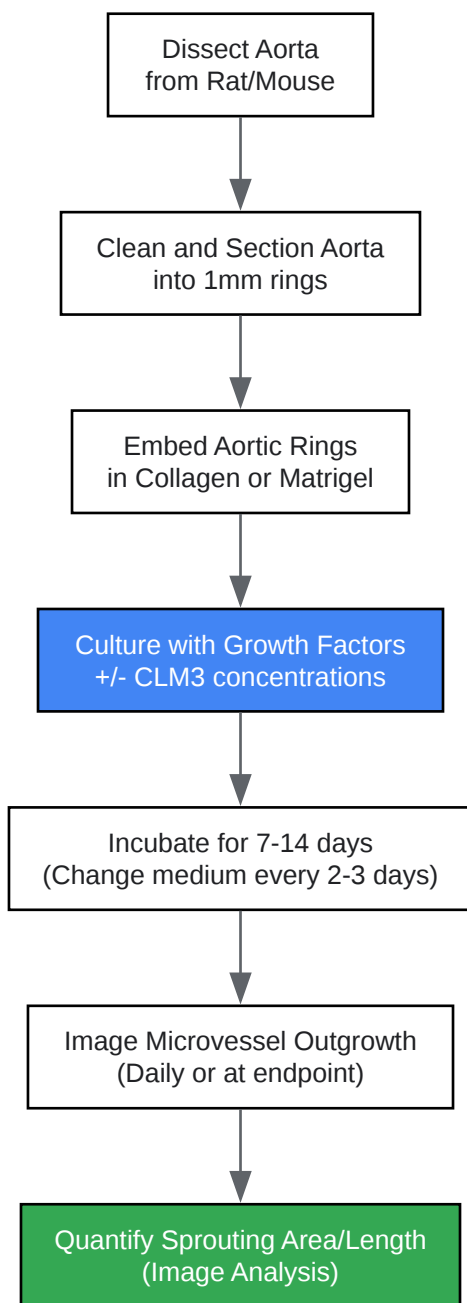 Dissect Aorta
from Rat/Mouse
Clean and Section Aorta
into 1mm rings
Embed Aortic Rings
in Collagen or Matrigel
Culture with Growth Factors
+/- CLM3 concentrations
Incubate for 7-14 days
(Change medium every 2-3 days)
Image Microvessel Outgrowth
(Daily or at endpoint)
Quantify Sprouting Area/Length
(Image Analysis)